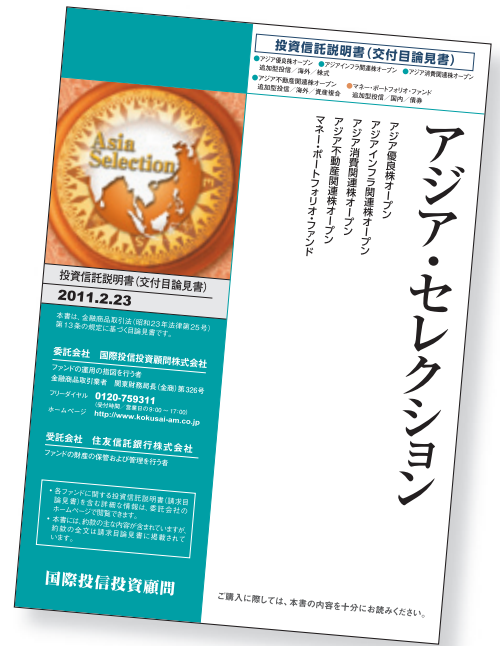 投資信託説明書(交付目論見書)
●アジア優良株オープン ●アジアインフラ関連株オープン ●アジア消費関連株オープン
追加型投信/海外/株式
●アジア不動産関連株オープン ●マネー・ポートフォリオ・ファンド
追加型投信/海外/資産複合 追加型投信/国内/債券
アジア・セレクション
アジア優良株オープン
アジアインフラ関連株オープン
アジア消費関連株オープン
アジア不動産関連株オープン
マネー・ポートフォリオ・ファンド
Asia
Selection
投資信託説明書(交付目論見書)
2011.2.23
本書は、金融商品取引法(昭和23年法律第25号)
第13条の規定に基づく目論見書です。
委託会社 国際投信投資顧問株式会社
ファンドの運用の指図を行う者
金融商品取引業者 関東財務局長(金商)第326号
フリーダイヤル 0120-759311
(受付時間/営業日の9:00〜17:00)
ホームページ http://www.kokusai-am.co.jp
受託会社 住友信託銀行株式会社
ファンドの財産の保管および管理を行う者
・各ファンドに関する投資信託説明書(請求目
論見書)を含む詳細な情報は、委託会社の
ホームページで閲覧できます。
・本書には、約款の主な内容が含まれていますが、
約款の全文は請求目論見書に掲載されて
います。
国際投信投資顧問
ご購入に際しては、本書の内容を十分にお読みください。